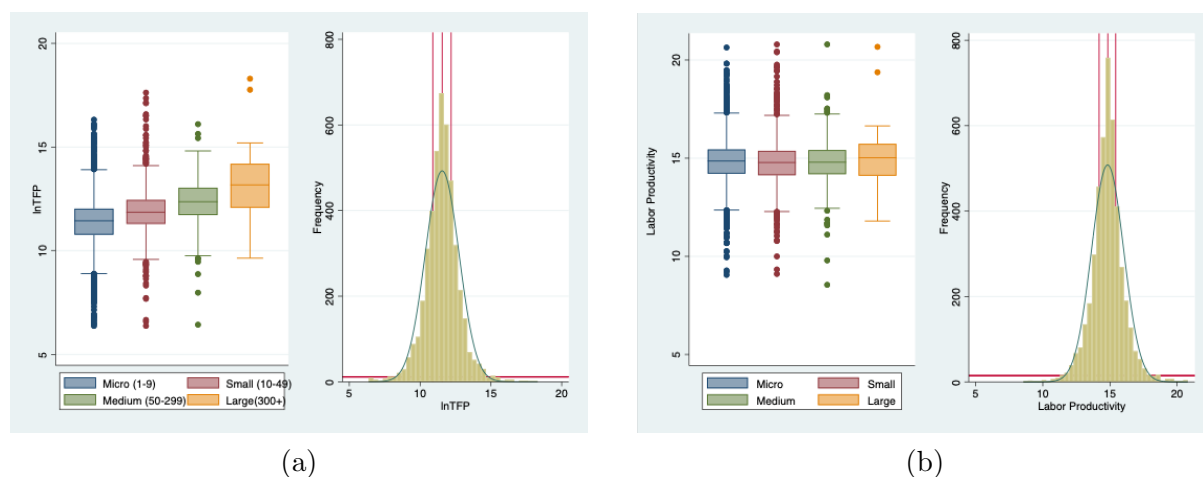 20
15
10
5
lnTFP
Micro (1-9) Small (10-49)
Medium (50-299) Large(300+)
800
600
400
200
0
Frequency
5 10 15 20
lnTFP
(a)
20
15
10
5
Labor Productivity
Micro Small
Medium Large
800
600
400
200
0
Frequency
5 10 15 20
Labor Productivity
(b)